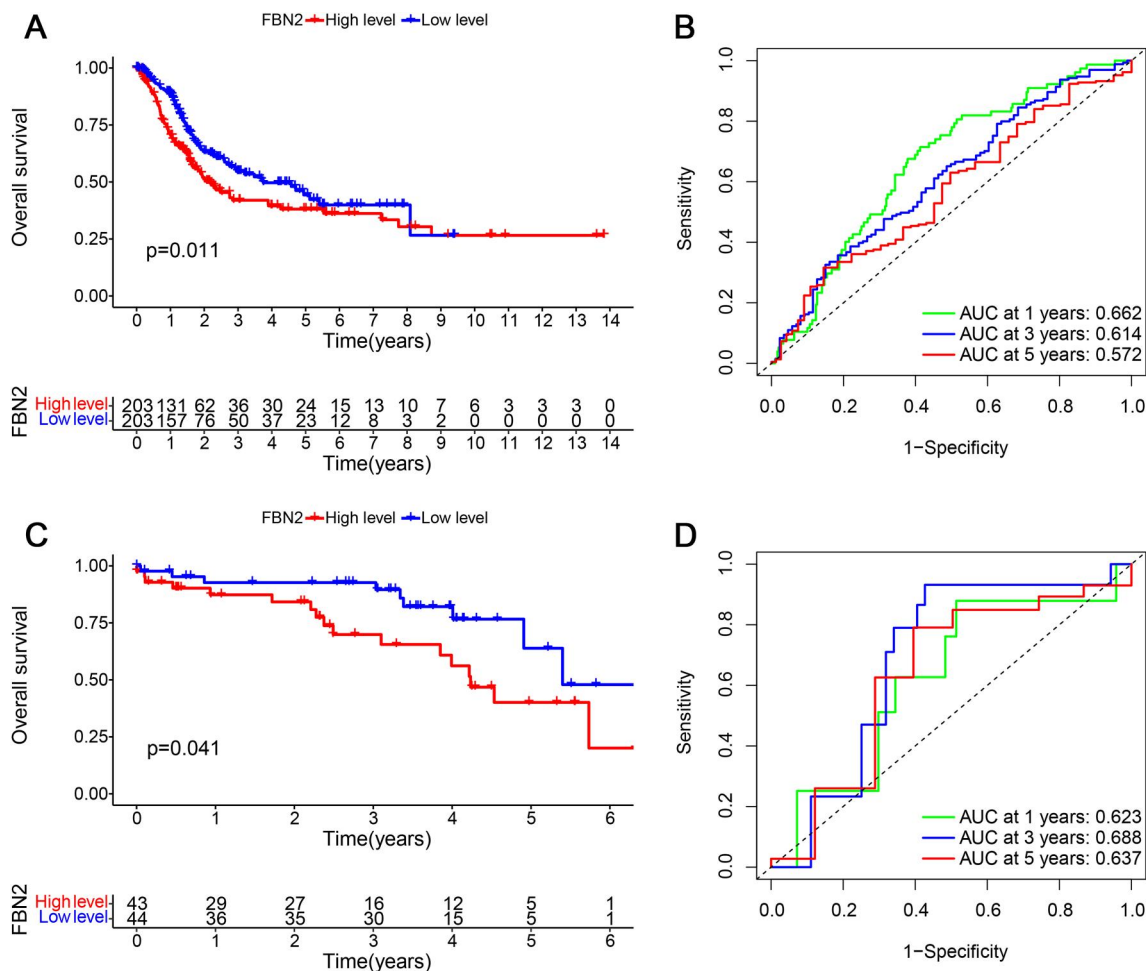 A
FBN2 High level Low level
Overall survival
1.00
0.75
0.50
0.25
0.00
p=0.011
0 1 2 3 4 5 6 7 8 9 10 11 12 13 14
Time(years)
FBN2
High level 203 131 62 36 30 24 15 13 10 7 6 3 3 3 0
Low level 203 157 76 50 37 23 12 8 3 2 0 0 0 0 0
0 1 2 3 4 5 6 7 8 9 10 11 12 13 14
Time(years)
B
Sensitivity
1.0
0.8
0.6
0.4
0.2
0.0
AUC at 1 years: 0.662
AUC at 3 years: 0.614
AUC at 5 years: 0.572
0.0 0.2 0.4 0.6 0.8 1.0
1-Specificity
C
FBN2 High level Low level
Overall survival
1.00
0.75
0.50
0.25
0.00
p=0.041
0 1 2 3 4 5 6
Time(years)
FBN2
High level 43 29 27 16 12 5 1
Low level 44 36 35 30 15 5 1
0 1 2 3 4 5 6
Time(years)
D
Sensitivity
1.0
0.8
0.6
0.4
0.2
0.0
AUC at 1 years: 0.623
AUC at 3 years: 0.688
AUC at 5 years: 0.637
0.0 0.2 0.4 0.6 0.8 1.0
1-Specificity